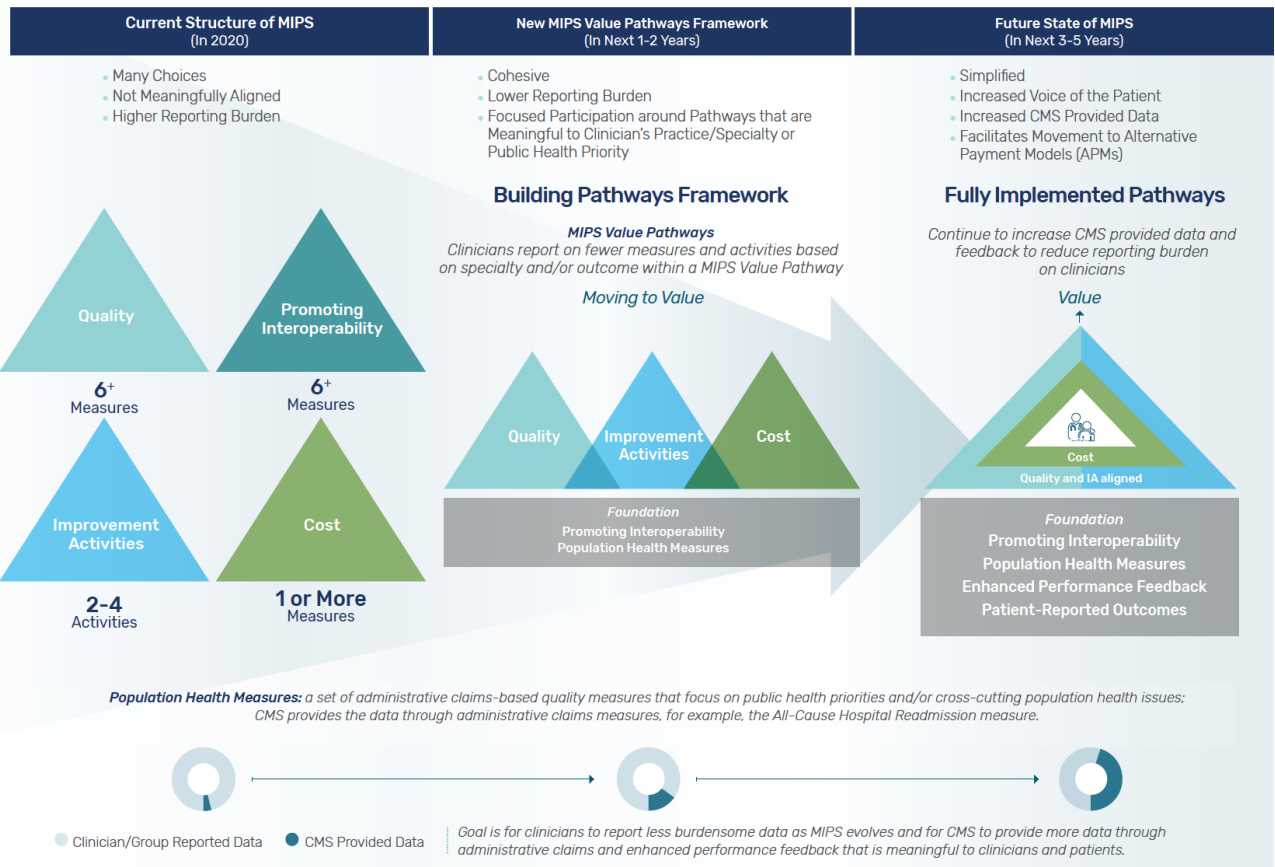 Current Structure of MIPS
(In 2020)
New MIPS Value Pathways Framework
(In Next 1-2 Years)
Future State of MIPS
(In Next 3-5 Years)
Many Choices
Not Meaningfully Aligned
Higher Reporting Burden
Cohesive
Lower Reporting Burden
Focused Participation around Pathways that are
Meaningful to Clinician's Practice/Specialty or
Public Health Priority
Simplified
Increased Voice of the Patient
Increased CMS Provided Data
Facilitates Movement to Alternative
Payment Models (APMs)
Quality
6+
Measures
Promoting
Interoperability
6+
Measures
Improvement
Activities
2-4
Activities
Cost
1 or More
Measures
Building Pathways Framework
MIPS Value Pathways
Clinicians report on fewer measures and activities based
on specialty and/or outcome within a MIPS Value Pathway
Moving to Value
Quality
Improvement
Activities
Cost
Foundation
Promoting Interoperability
Population Health Measures
Fully Implemented Pathways
Continue to increase CMS provided data and
feedback to reduce reporting burden
on clinicians
Value
Cost
Quality and IA aligned
Foundation
Promoting Interoperability
Population Health Measures
Enhanced Performance Feedback
Patient-Reported Outcomes
Population Health Measures: a set of administrative claims-based quality measures that focus on public health priorities and/or cross-cutting population health issues;
CMS provides the data through administrative claims measures, for example, the All-Cause Hospital Readmission measure.
Clinician/Group Reported Data
CMS Provided Data
Goal is for clinicians to report less burdensome data as MIPS evolves and for CMS to provide more data through
administrative claims and enhanced performance feedback that is meaningful to clinicians and patients.